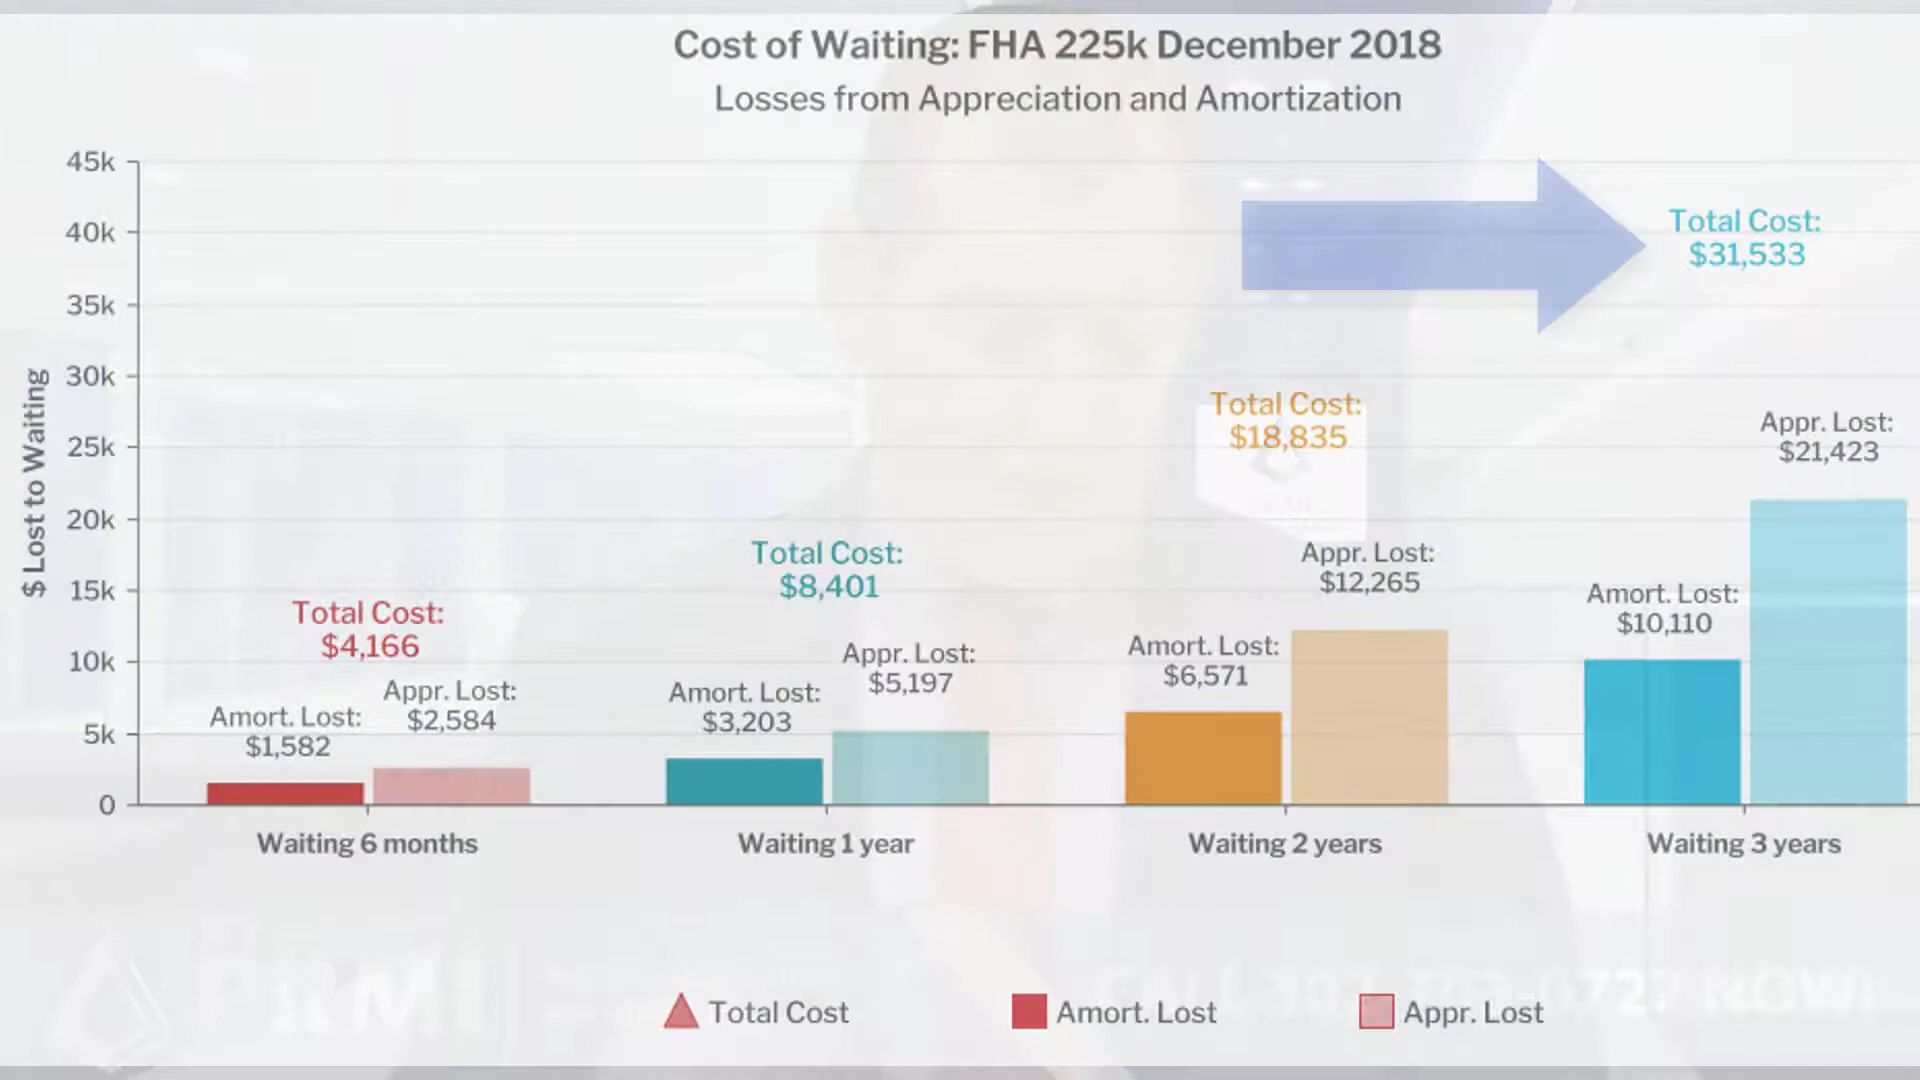 Cost of Waiting: FHA 225k December 2018
Losses from Appreciation and Amortization
$ Lost to Waiting
45k
40k
35k
30k
25k
20k
15k
10k
5k
0
Total Cost:
$4,166
Amort. Lost:
$1,582
Appr. Lost:
$2,584
Waiting 6 months
Total Cost:
$8,401
Amort. Lost:
$3,203
Appr. Lost:
$5,197
Waiting 1 year
Total Cost:
$18,835
Amort. Lost:
$6,571
Appr. Lost:
$12,265
Waiting 2 years
Total Cost:
$31,533
Amort. Lost:
$10,110
Appr. Lost:
$21,423
Waiting 3 years
Total Cost
Amort. Lost
Appr. Lost
PRMI
CALL NOW!